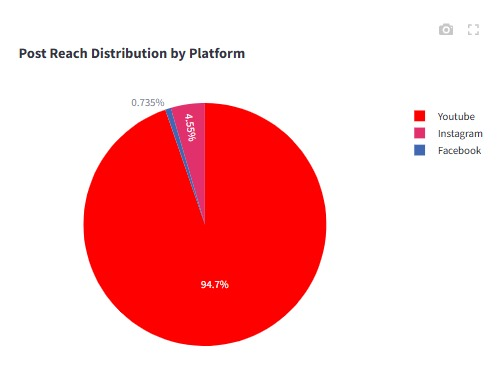 Post Reach Distribution by Platform
0.735%
4.55%
94.7%
Youtube
Instagram
Facebook